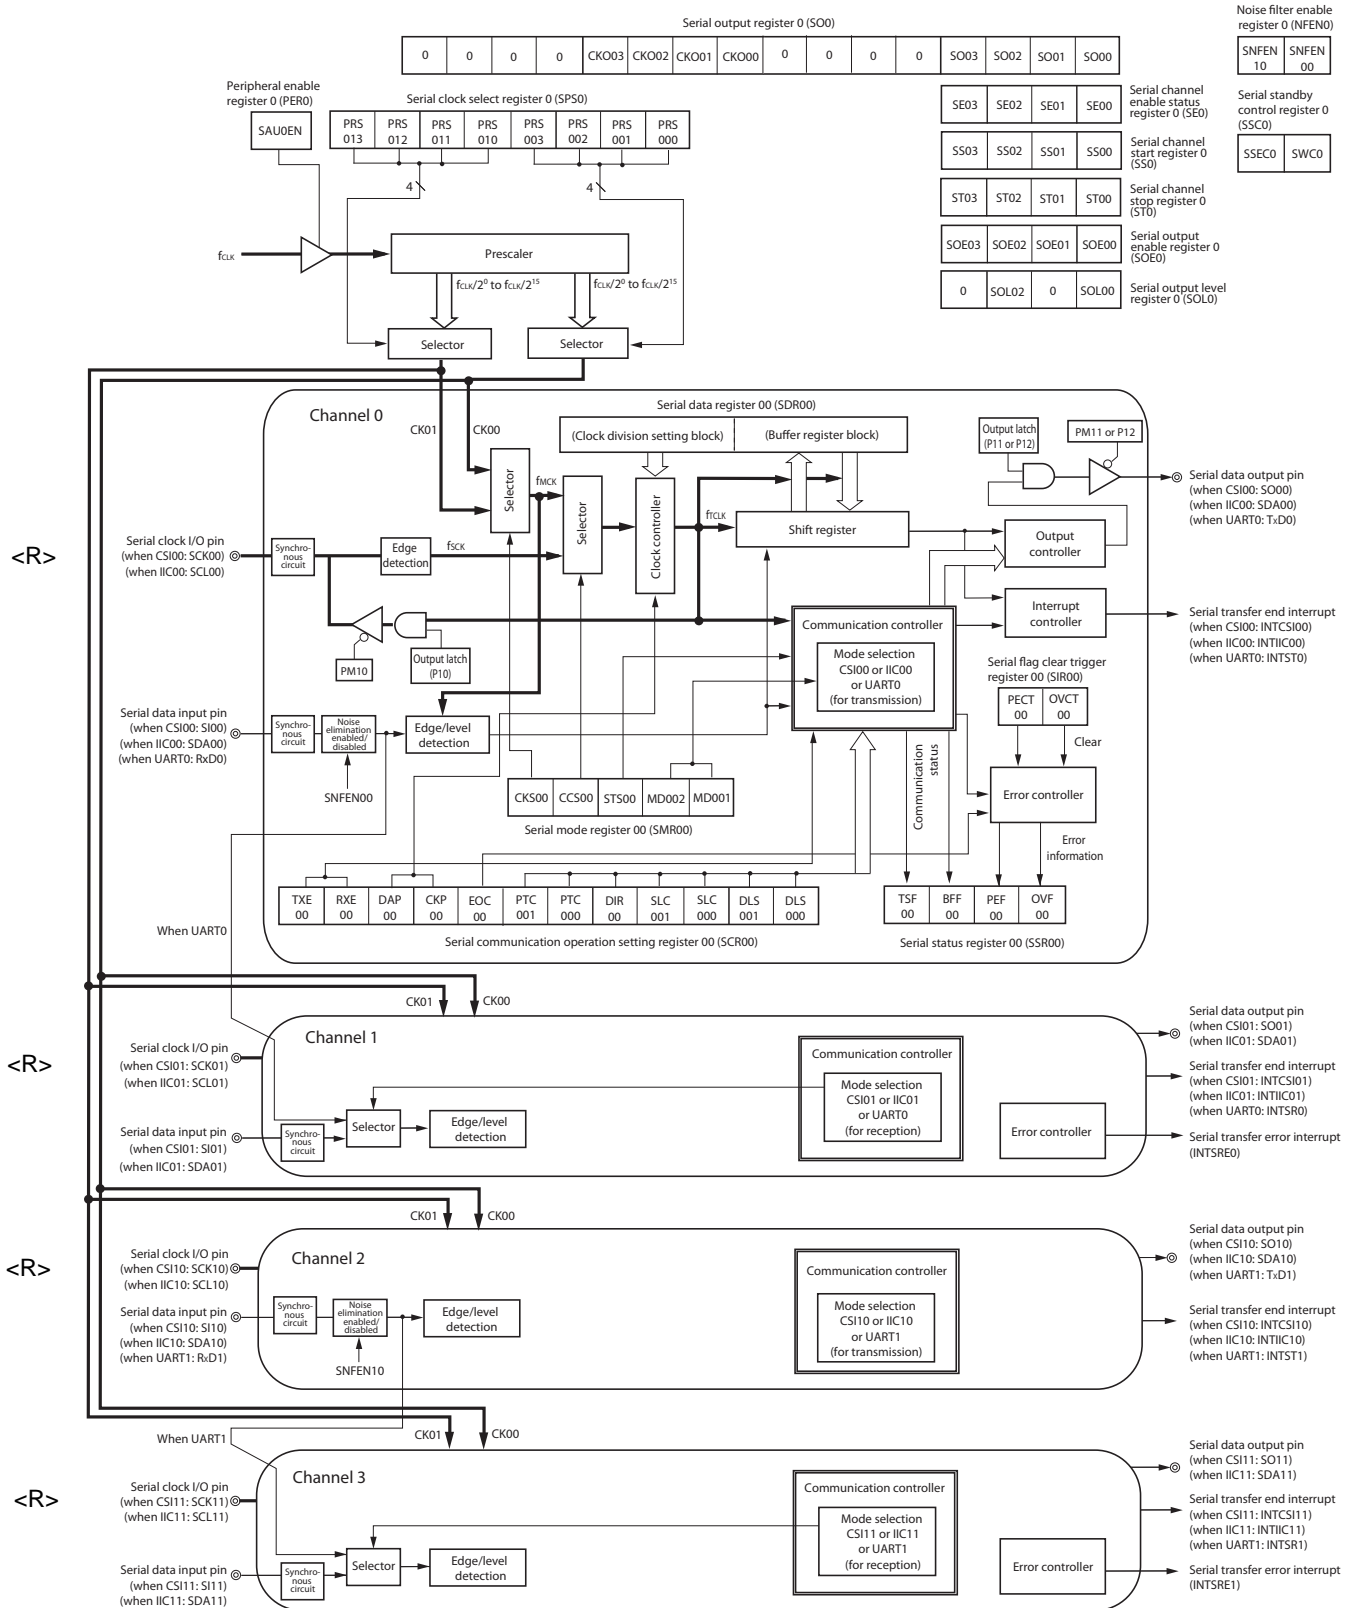 Serial output register 0 (SO0)
0 0 0 0 CKO03 CKO02 CKO01 CKO00 0 0 0 0 SO03 SO02 SO01 SO00
Noise filter enable
register 0 (NFEN0)
SNFEN 10
SNFEN 00
Peripheral enable
register 0 (PER0)
SAU0EN
Serial clock select register 0 (SPS0)
PRS 013
PRS 012
PRS 011
PRS 010
PRS 003
PRS 002
PRS 001
PRS 000
4
4
SE03 SE02 SE01 SE00
Serial channel
enable status
register 0 (SE0)
SS03 SS02 SS01 SS00
Serial channel
start register 0
(SS0)
ST03 ST02 ST01 ST00
Serial channel
stop register 0
(ST0)
SOE03 SOE02 SOE01 SOE00
Serial output
enable register 0
(SOE0)
0 SOL02 0 SOL00
Serial output level
register 0 (SOL0)
Serial standby
control register 0
(SSC0)
SSEC0 SWC0
fCLK
Prescaler
fCLK/2⁰ to fCLK/2¹⁵
fCLK/2⁰ to fCLK/2¹⁵
Selector
Selector
Channel 0
CK01
CK00
Serial data register 00 (SDR00)
(Clock division setting block)
(Buffer register block)
Output latch
(P11 or P12)
PM11 or P12
Serial data output pin
(when CSI00: SO00)
(when IIC00: SDA00)
(when UART0: TxD0)
Selector
fMCK
Selector
Clock controller
fTCLK
Shift register
Output
controller
<R>
Serial clock I/O pin
(when CSI00: SCK00)
(when IIC00: SCL00)
Synchro-
nous
circuit
Edge
detection
fSCK
Interrupt
controller
Serial transfer end interrupt
(when CSI00: INTCSI00)
(when IIC00: INTIIC00)
(when UART0: INTST0)
PM10
Output latch
(P10)
Communication controller
Mode selection
CSI00 or IIC00
or UART0
(for transmission)
Serial flag clear trigger
register 00 (SIR00)
PECT 00
OVCT 00
Clear
Serial data input pin
(when CSI00: SI00)
(when IIC00: SDA00)
(when UART0: RxD0)
Synchro-
nous
circuit
Noise
elimination
enabled/
disabled
Edge/level
detection
SNFEN00
CKS00 CCS00 STS00 MD002 MD001
Serial mode register 00 (SMR00)
Communication
status
Error controller
Error
information
When UART0
TXE 00
RXE 00
DAP 00
CKP 00
EOC 00
PTC 001
PTC 000
DIR 00
SLC 001
SLC 000
DLS 001
DLS 000
Serial communication operation setting register 00 (SCR00)
TSF 00
BFF 00
PEF 00
OVF 00
Serial status register 00 (SSR00)
CK01
CK00
Channel 1
<R>
Serial clock I/O pin
(when CSI01: SCK01)
(when IIC01: SCL01)
Serial data input pin
(when CSI01: SI01)
(when IIC01: SDA01)
Synchro-
nous
circuit
Selector
Edge/level
detection
Communication controller
Mode selection
CSI01 or IIC01
or UART0
(for reception)
Error controller
Serial data output pin
(when CSI01: SO01)
(when IIC01: SDA01)
Serial transfer end interrupt
(when CSI01: INTCSI01)
(when IIC01: INTIIC01)
(when UART0: INTSR0)
Serial transfer error interrupt
(INTSRE0)
CK01
CK00
Channel 2
<R>
Serial clock I/O pin
(when CSI10: SCK10)
(when IIC10: SCL10)
Serial data input pin
(when CSI10: SI10)
(when IIC10: SDA10)
(when UART1: RxD1)
Synchro-
nous
circuit
Noise
elimination
enabled/
disabled
Edge/level
detection
SNFEN10
Communication controller
Mode selection
CSI10 or IIC10
or UART1
(for transmission)
Serial data output pin
(when CSI10: SO10)
(when IIC10: SDA10)
(when UART1: TxD1)
Serial transfer end interrupt
(when CSI10: INTCSI10)
(when IIC10: INTIIC10)
(when UART1: INTST1)
When UART1
CK01
CK00
Channel 3
<R>
Serial clock I/O pin
(when CSI11: SCK11)
(when IIC11: SCL11)
Serial data input pin
(when CSI11: SI11)
(when IIC11: SDA11)
Synchro-
nous
circuit
Selector
Edge/level
detection
Communication controller
Mode selection
CSI11 or IIC11
or UART1
(for reception)
Error controller
Serial data output pin
(when CSI11: SO11)
(when IIC11: SDA11)
Serial transfer end interrupt
(when CSI11: INTCSI11)
(when IIC11: INTIIC11)
(when UART1: INTSR1)
Serial transfer error interrupt
(INTSRE1)